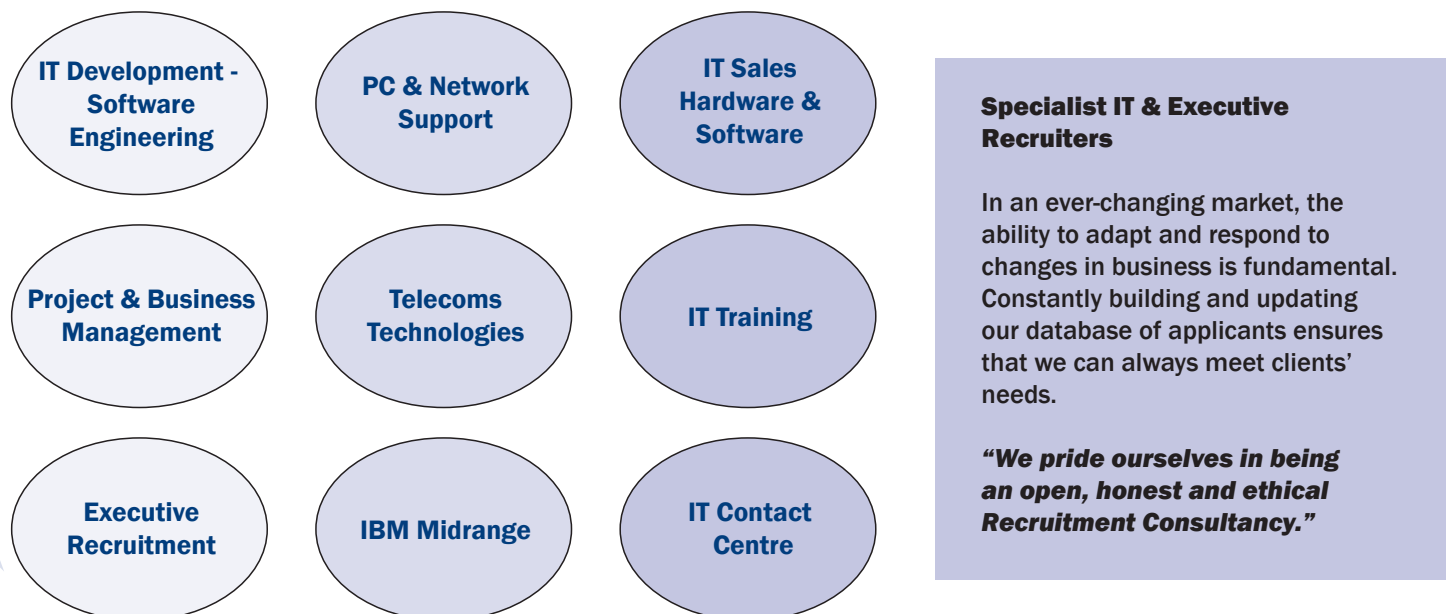 IT Development -
Software
Engineering
PC & Network
Support
IT Sales
Hardware &
Software
Project & Business
Management
Telecoms
Technologies
IT Training
Executive
Recruitment
IBM Midrange
IT Contact
Centre
Specialist IT & Executive
Recruiters
In an ever-changing market, the
ability to adapt and respond to
changes in business is fundamental.
Constantly building and updating
our database of applicants ensures
that we can always meet clients’
needs.
“We pride ourselves in being
an open, honest and ethical
Recruitment Consultancy.”